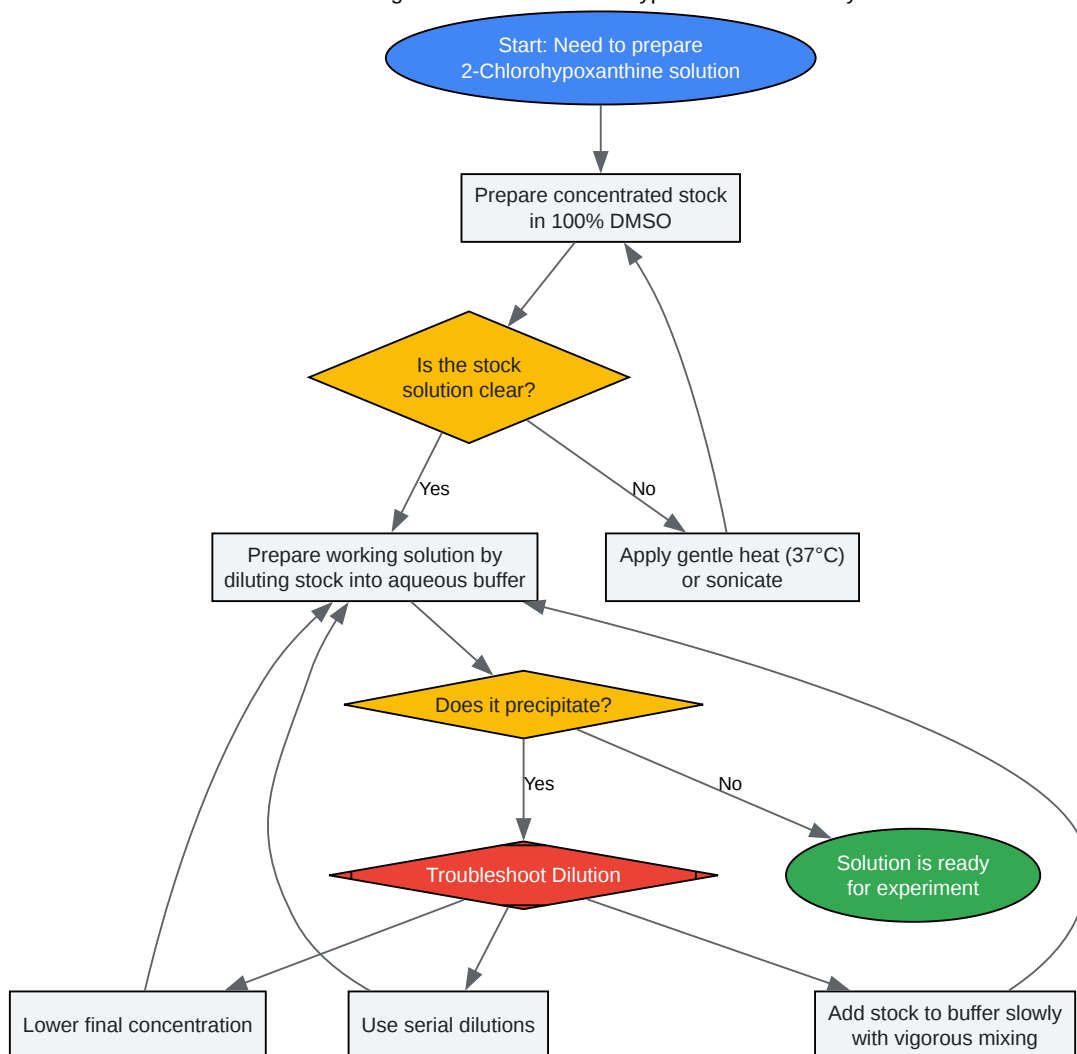 Start: Need to prepare
2-Chlorohypoxanthine solution
Prepare concentrated stock
in 100% DMSO
Is the stock
solution clear?
Yes
No
Prepare working solution by
diluting stock into aqueous buffer
Apply gentle heat (37°C)
or sonicate
Does it precipitate?
Yes
No
Troubleshoot Dilution
Solution is ready
for experiment
Lower final concentration
Use serial dilutions
Add stock to buffer slowly
with vigorous mixing